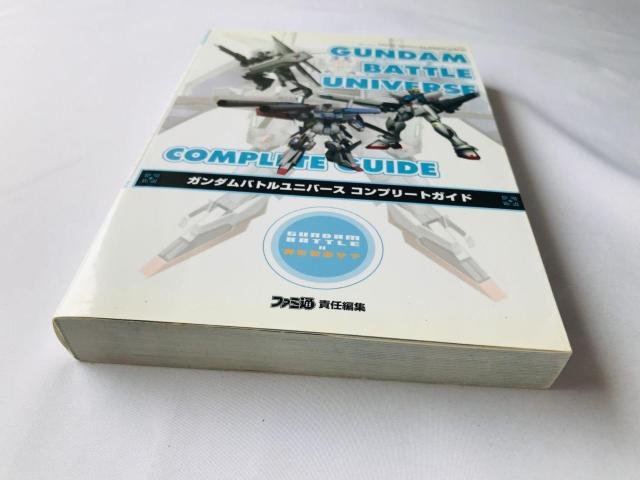 GUNDAM
BATTLE
UNIVERSE
COMPLETE GUIDE
ガンダムバトルユニバース コンプリートガイド
GUNDAM
BATTLE
ファミ通 責任編集